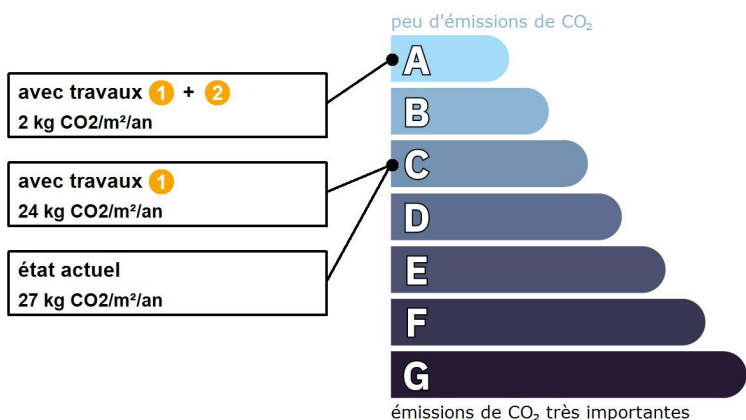 peu d'émissions de CO₂
A
avec travaux 1 + 2
2 kg CO2/m²/an
B
C
avec travaux 1
24 kg CO2/m²/an
D
état actuel
27 kg CO2/m²/an
E
F
G
émissions de CO₂ très importantes